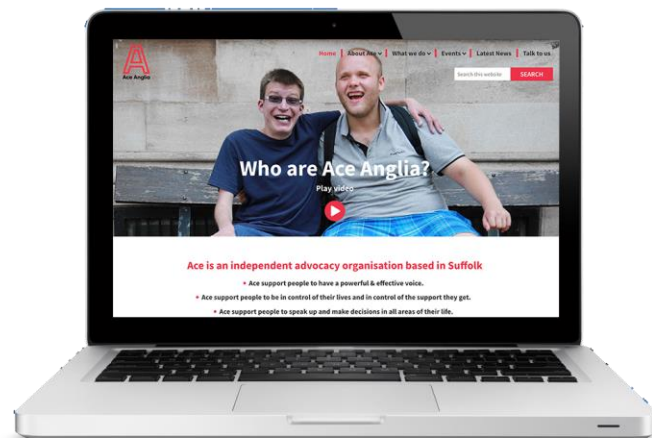 Ace Anglia
Home | About Ace | What we do | Events | Latest News | Talk to us
Search this website SEARCH
Who are Ace Anglia?
Play video
Ace is an independent advocacy organisation based in Suffolk
Ace support people to have a powerful & effective voice.
Ace support people to be in control of their lives and in control of the support they get.
Ace support people to speak up and make decisions in all areas of their life.